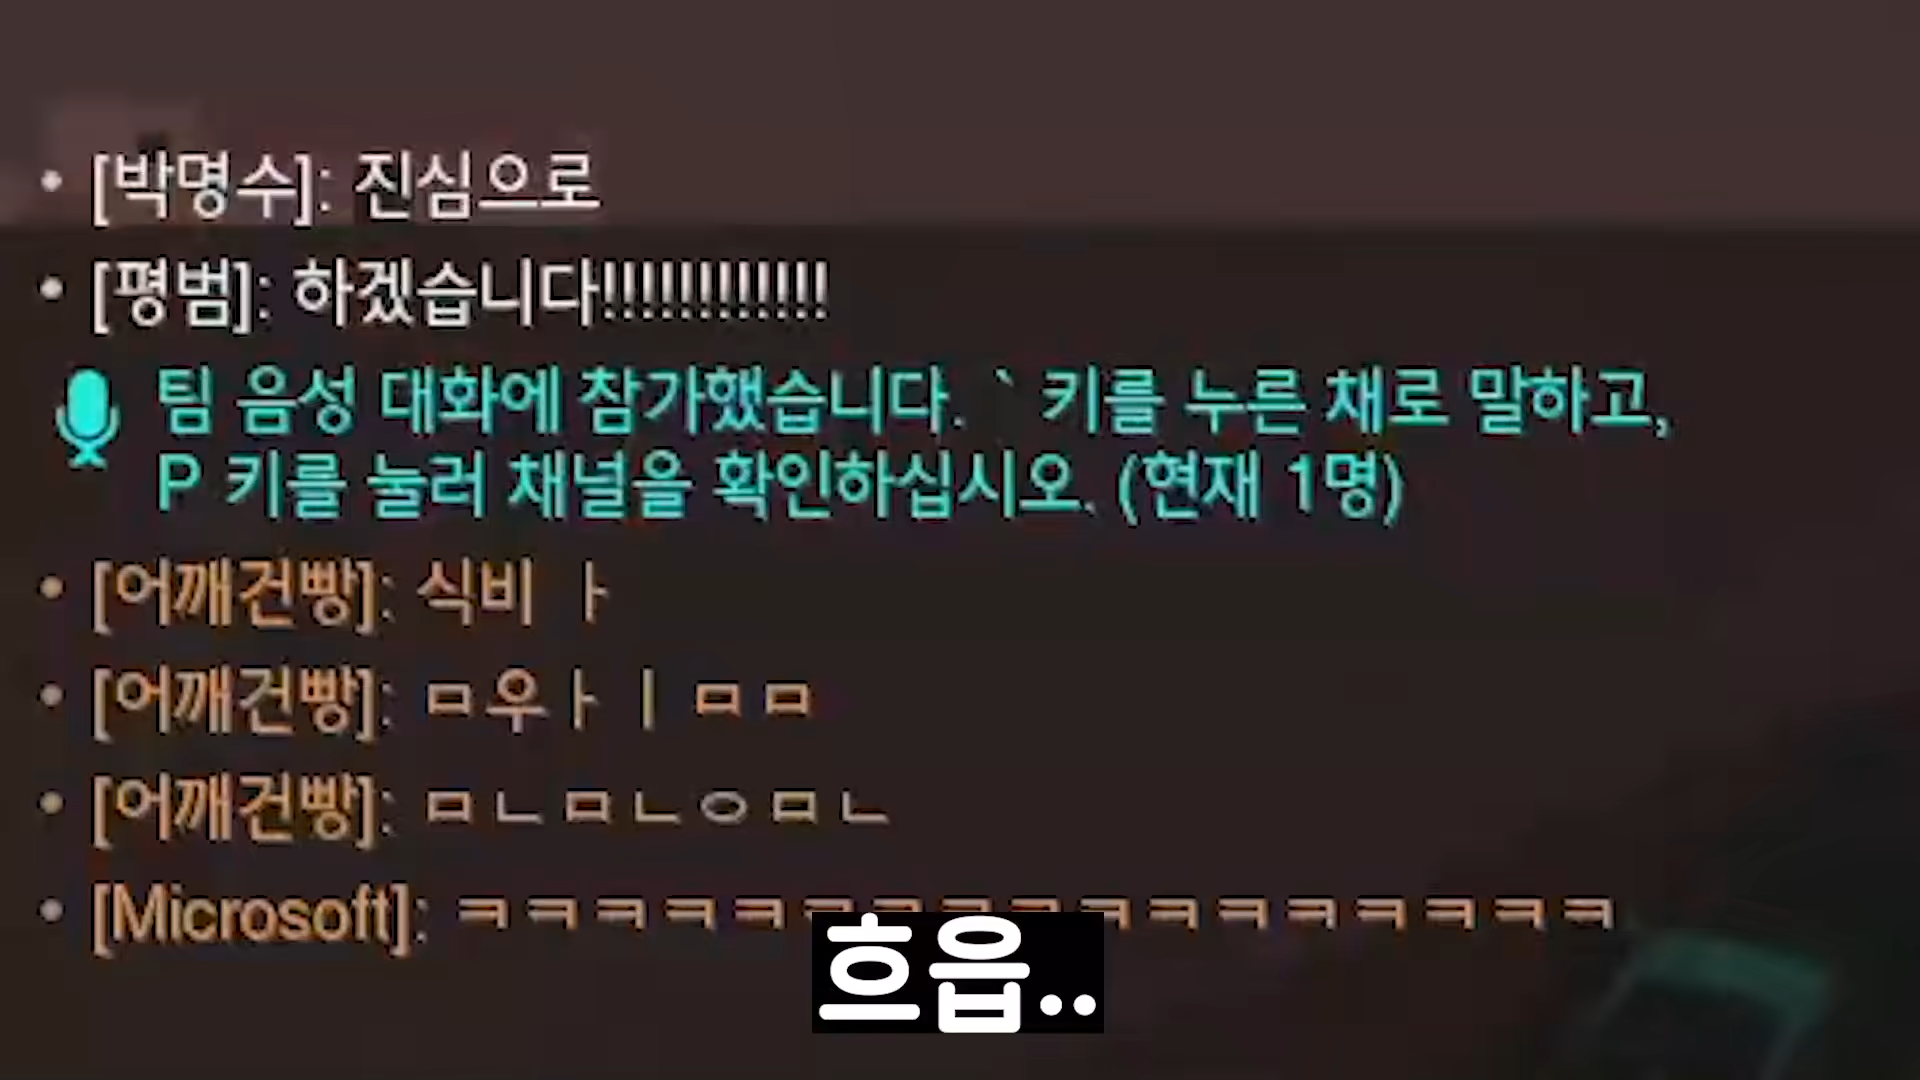 • [박명수]: 진심으로
• [평범]: 하겠습니다!!!!!!!!!!!!
팀 음성 대화에 참가했습니다. ` 키를 누른 채로 말하고,
P 키를 눌러 채널을 확인하십시오. (현재 1명)
• [어깨건빵]: 식비 ㅏ
• [어깨건빵]: ㅁ우ㅏㅣㅁㅁ
• [어깨건빵]: ㅁㄴㅁㄴㅇㅁㄴ
• [Microsoft]: ㅋㅋㅋㅋㅋㅋㅋㅋㅋㅋㅋㅋㅋㅋㅋㅋㅋ
흐읍..